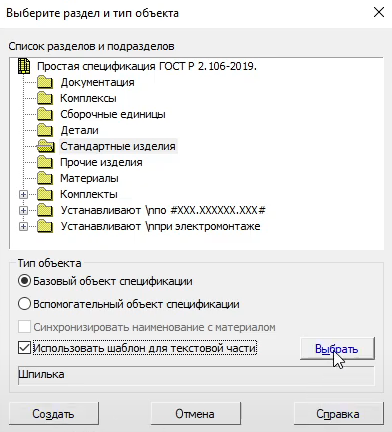 Выберите раздел и тип объекта
Список разделов и подразделов
Простая спецификация ГОСТ Р 2.106-2019.
Документация
Комплексы
Сборочные единицы
Детали
Стандартные изделия
Прочие изделия
Материалы
Комплекты
Устанавливают \nпо #XXX.XXXXXX.XXX#
Устанавливают \nпри электромонтаже
Тип объекта
Базовый объект спецификации
Вспомогательный объект спецификации
Синхронизировать наименование с материалом
Использовать шаблон для текстовой части
Выбрать
Шпилька
Создать
Отмена
Справка